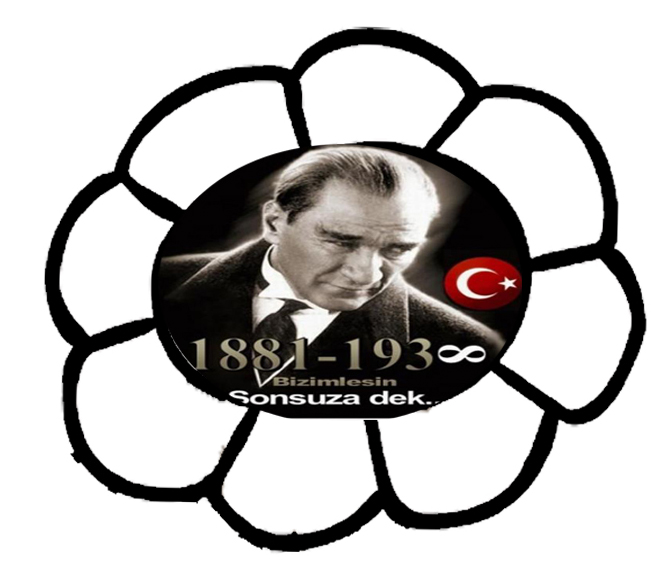 1881-193∞
Bizimlesin
Sonsuza dek..